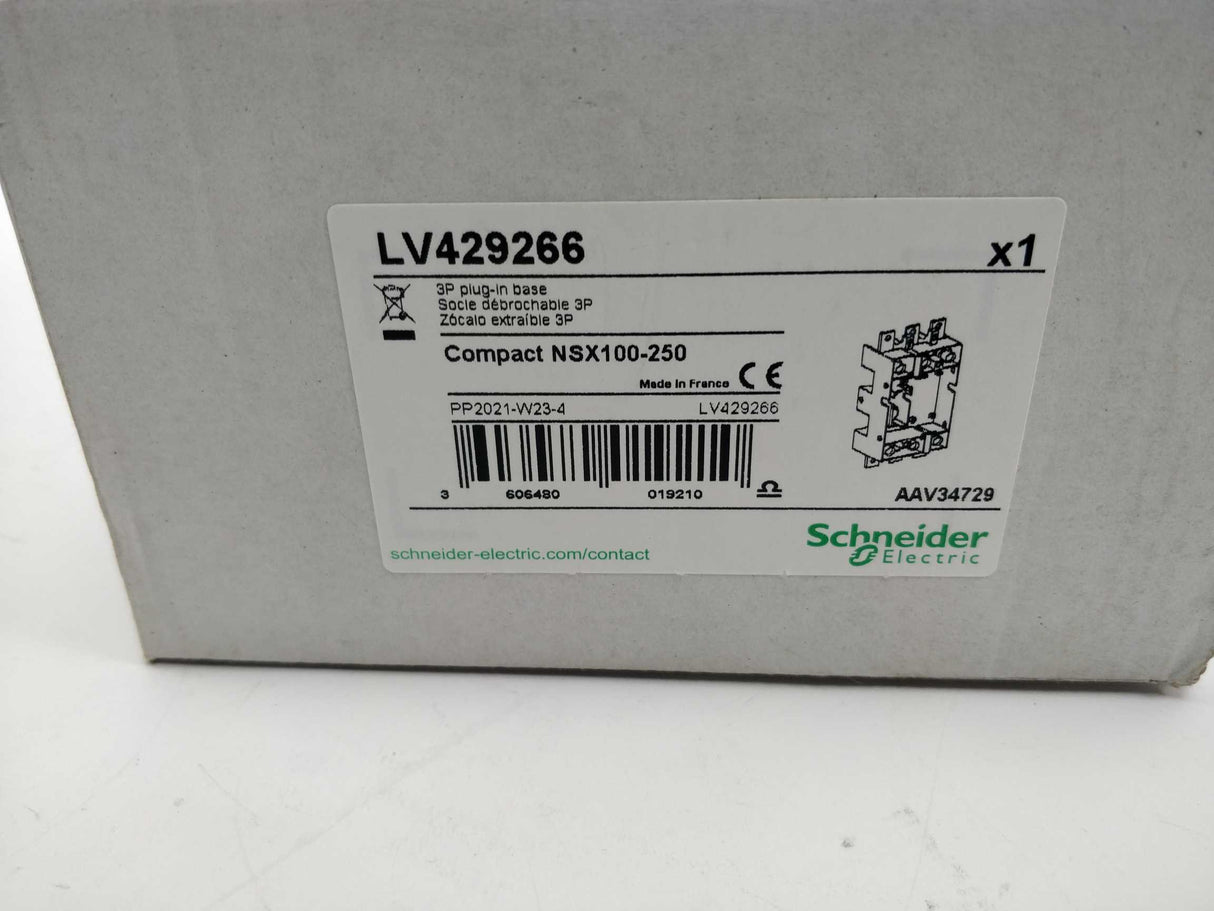 LV429266 x1
3P plug-in base
Socle débrochable 3P
Zócalo extraíble 3P
Compact NSX100-250
Made in France CE
PP2021-W23-4 LV429266
3 606480 019210
AAV34729
schneider-electric.com/contact
Schneider
Electric